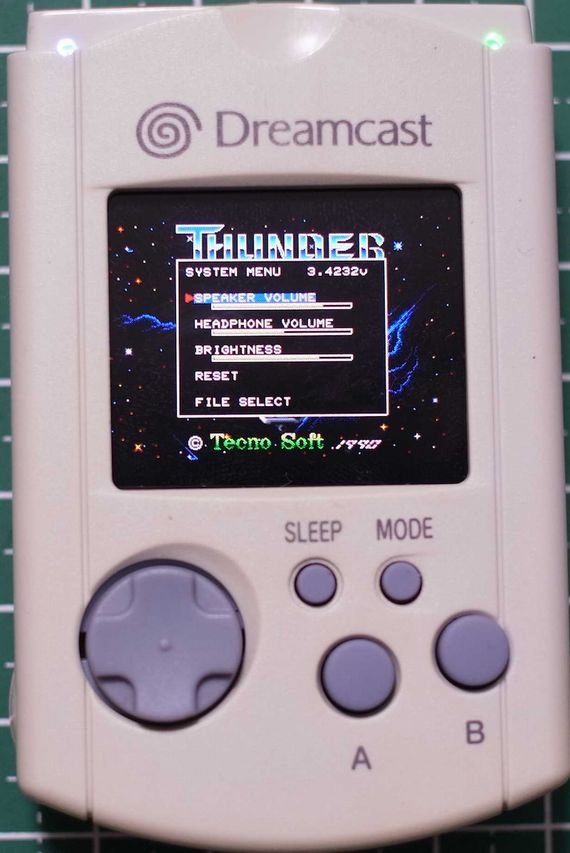 Dreamcast
THUNDER
SYSTEM MENU 3.4232v
SPEAKER VOLUME
HEADPHONE VOLUME
BRIGHTNESS
RESET
FILE SELECT
© Tecno Soft .1990
SLEEP MODE
A
B